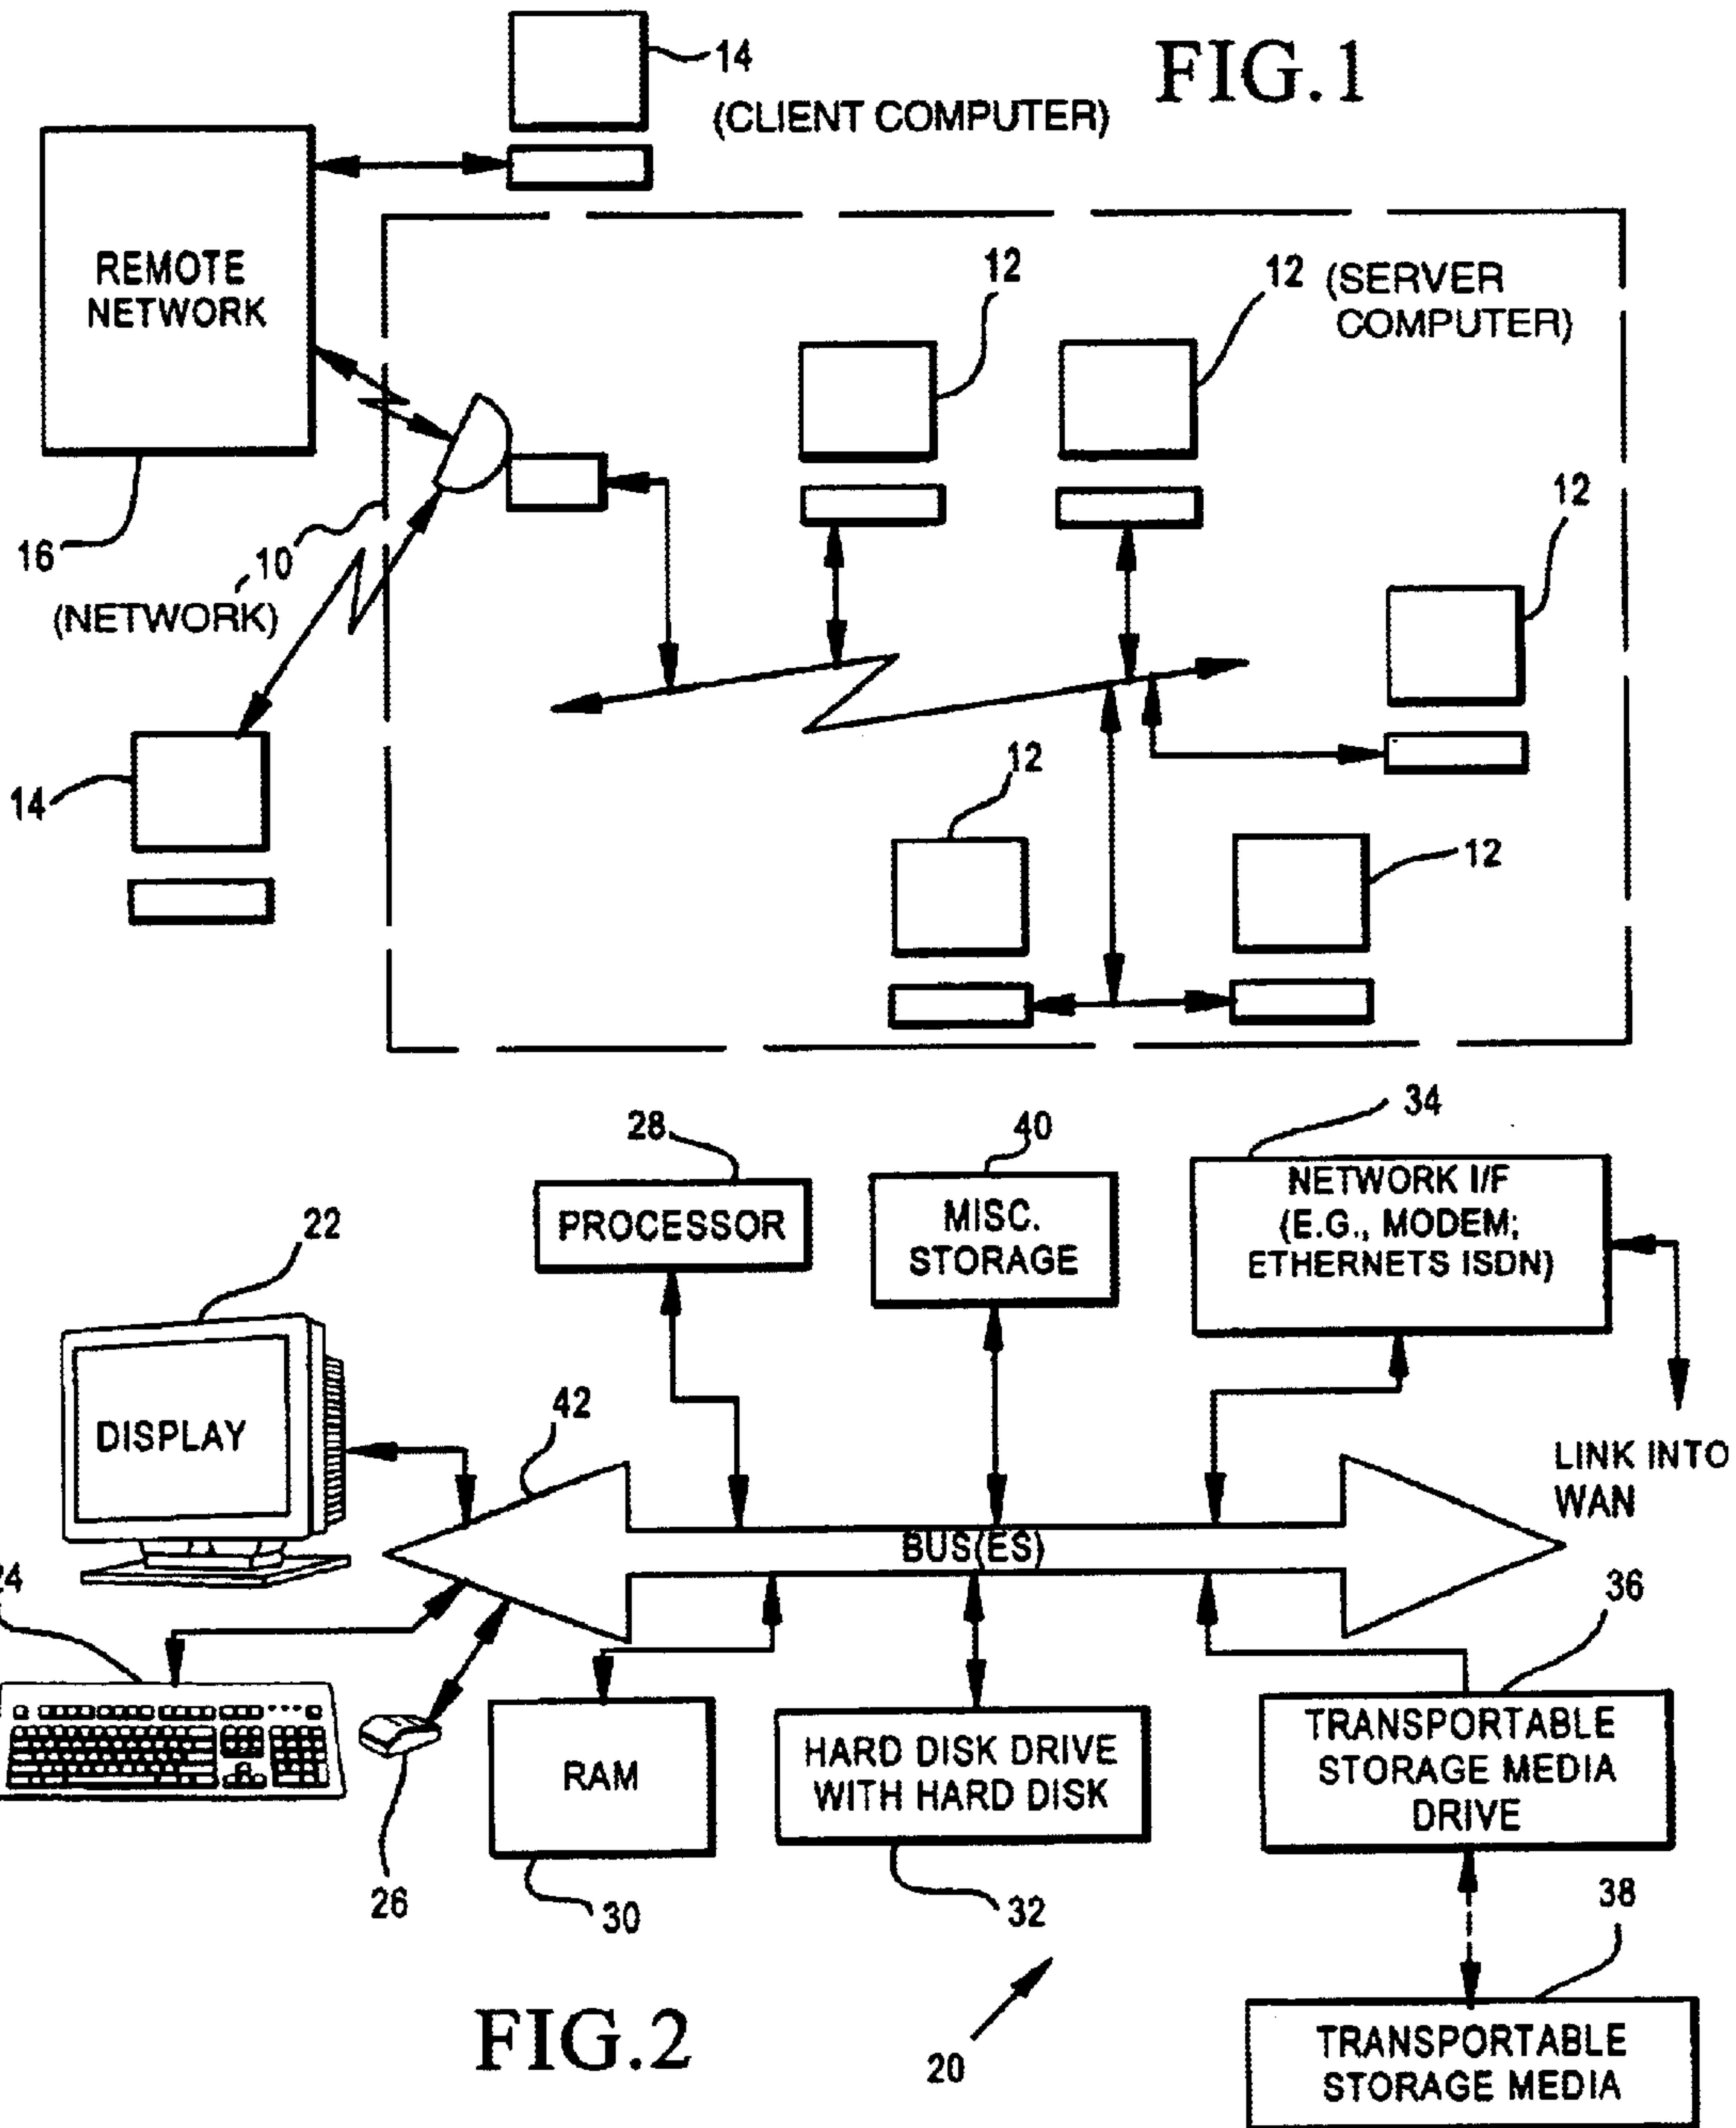 FIG.1
14
(CLIENT COMPUTER)
REMOTE
NETWORK
12
12 (SERVER
COMPUTER)
12
16
10
(NETWORK)
14
12
12
28
40
34
PROCESSOR
MISC.
STORAGE
NETWORK I/F
(E.G., MODEM;
ETHERNETS ISDN)
22
DISPLAY
42
LINK INTO
WAN
BUS(ES)
24
36
RAM
HARD DISK DRIVE
WITH HARD DISK
TRANSPORTABLE
STORAGE MEDIA
DRIVE
26
30
32
38
FIG.2
20
TRANSPORTABLE
STORAGE MEDIA